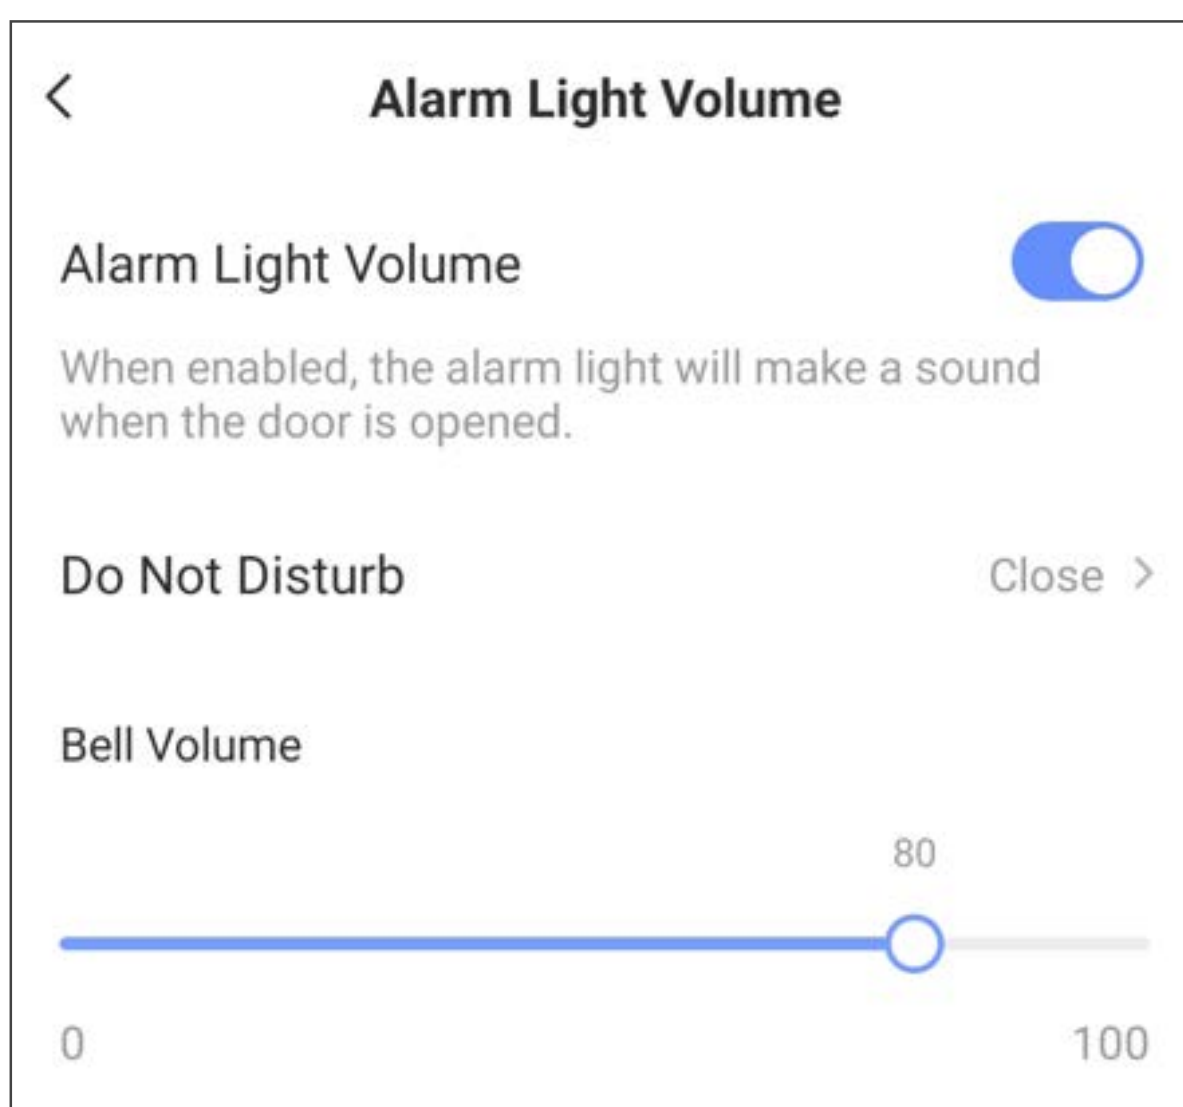 Alarm Light Volume
Alarm Light Volume
When enabled, the alarm light will make a sound
when the door is opened.
Do Not Disturb Close
Bell Volume
80
0 100